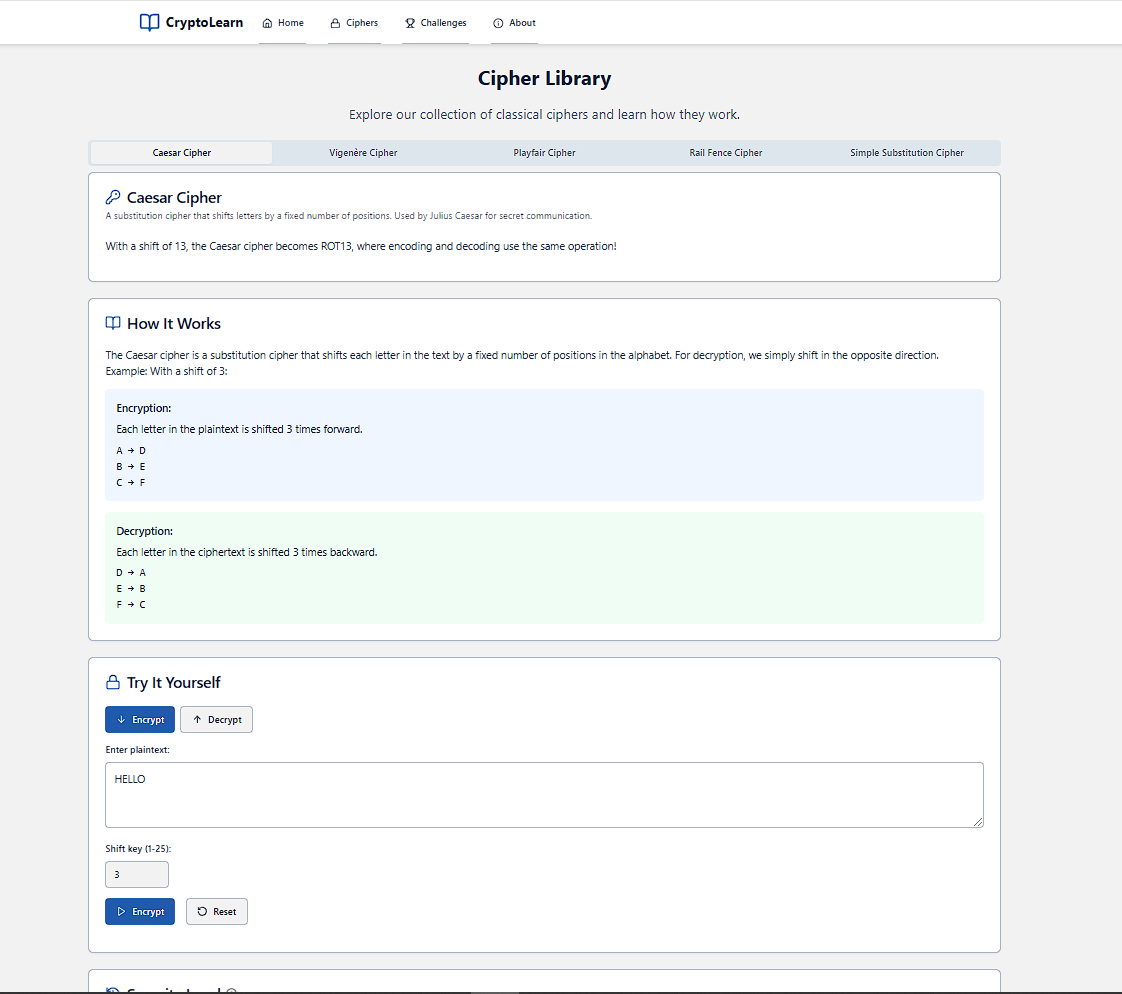 CryptoLearn Home Ciphers Challenges About
Cipher Library
Explore our collection of classical ciphers and learn how they work.
Caesar Cipher Vigenère Cipher Playfair Cipher Rail Fence Cipher Simple Substitution Cipher
Caesar Cipher
A substitution cipher that shifts letters by a fixed number of positions. Used by Julius Caesar for secret communication.
With a shift of 13, the Caesar cipher becomes ROT13, where encoding and decoding use the same operation!
How It Works
The Caesar cipher is a substitution cipher that shifts each letter in the text by a fixed number of positions in the alphabet. For decryption, we simply shift in the opposite direction.
Example: With a shift of 3:
Encryption:
Each letter in the plaintext is shifted 3 times forward.
A → D
B → E
C → F
Decryption:
Each letter in the ciphertext is shifted 3 times backward.
D → A
E → B
F → C
Try It Yourself
Encrypt Decrypt
Enter plaintext:
HELLO
Shift key (1-25):
3
Encrypt Reset